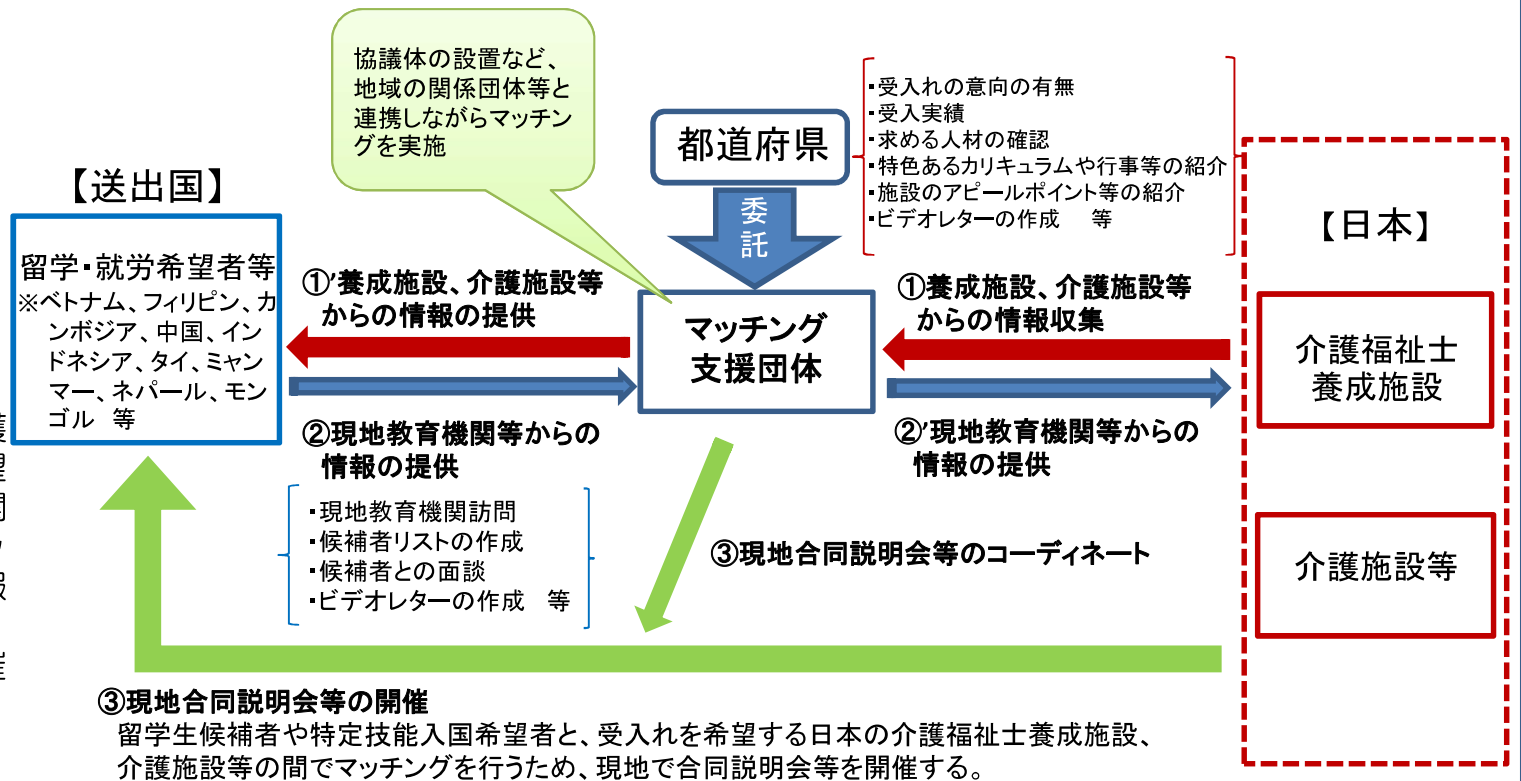 協議体の設置など、
地域の関係団体等と
連携しながらマッチン
グを実施
都道府県
委
託
・受入れの意向の有無
・受入実績
・求める人材の確認
・特色あるカリキュラムや行事等の紹介
・施設のアピールポイント等の紹介
・ビデオレターの作成　等
【送出国】
留学・就労希望者等
※ベトナム、フィリピン、カ
ンボジア、中国、イン
ドネシア、タイ、ミャン
マー、ネパール、モン
ゴル　等
①’養成施設、介護施設等
からの情報の提供
マッチング
支援団体
①養成施設、介護施設等
からの情報収集
【日本】
介護福祉士
養成施設
介護施設等
②現地教育機関等からの
情報の提供
②’現地教育機関等からの
情報の提供
・現地教育機関訪問
・候補者リストの作成
・候補者との面談
・ビデオレターの作成　等
③現地合同説明会等のコーディネート
③現地合同説明会等の開催
留学生候補者や特定技能入国希望者と、受入れを希望する日本の介護福祉士養成施設、
介護施設等の間でマッチングを行うため、現地で合同説明会等を開催する。